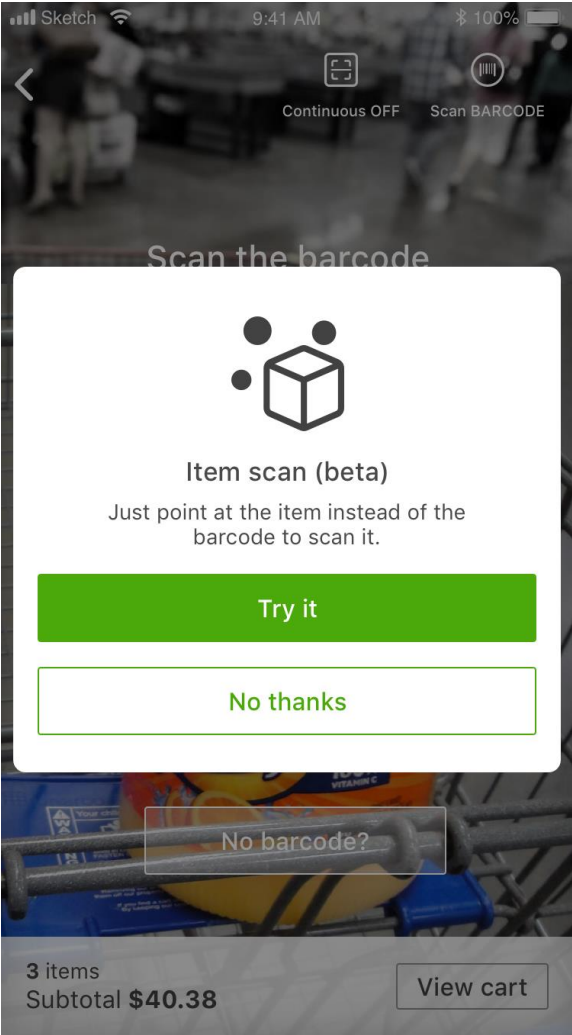 Sketch 9:41 AM 100%
Continuous OFF Scan BARCODE
Scan the barcode
Item scan (beta)
Just point at the item instead of the
barcode to scan it.
Try it
No thanks
VITAMIN C
No barcode?
3 items
Subtotal $40.38
View cart